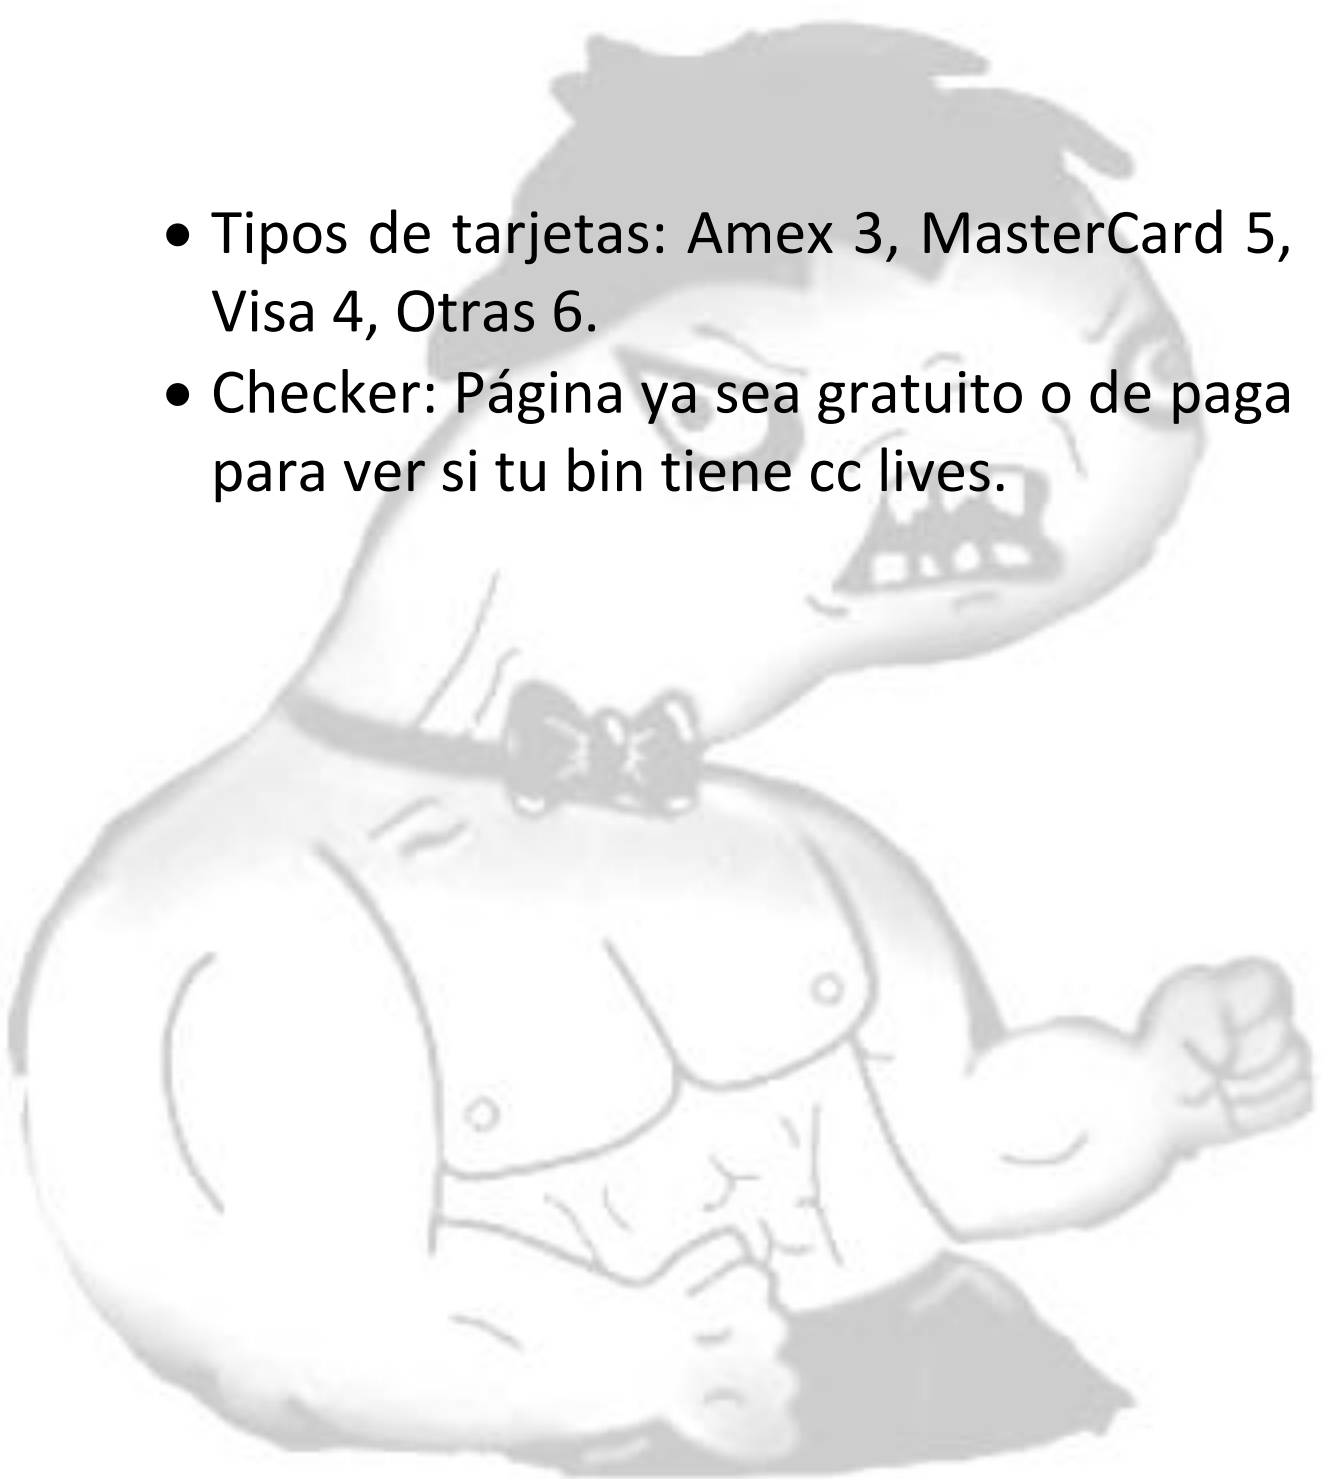 • Tipos de tarjetas: Amex 3, MasterCard 5,
Visa 4, Otras 6.
• Checker: Página ya sea gratuito o de paga
para ver si tu bin tiene cc lives.